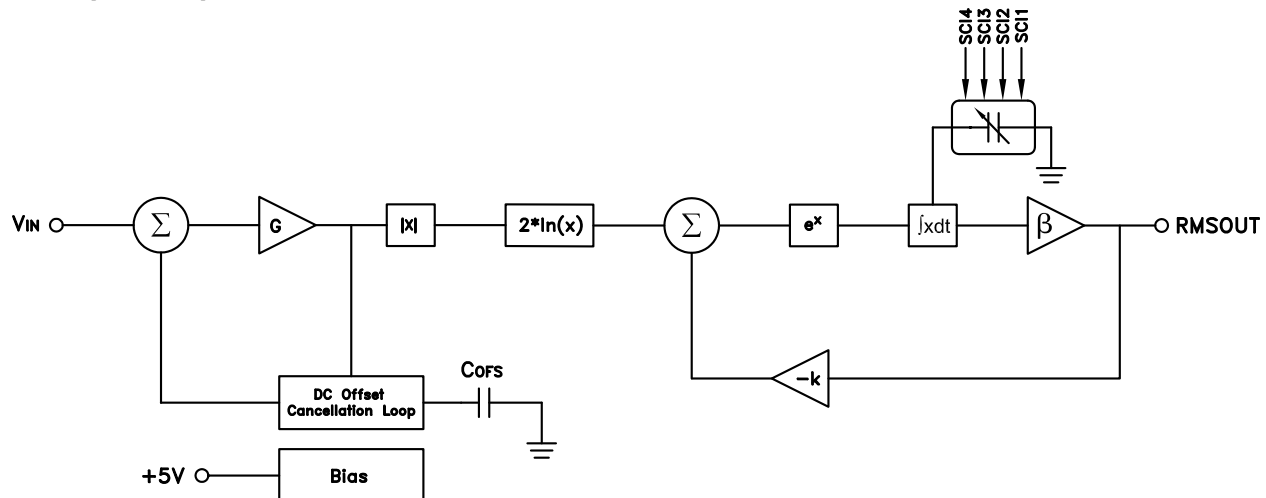 SCI4
SCI3
SCI2
SCI1
VIN
Σ
G
|X|
2*ln(x)
Σ
e^x
∫xdt
β
RMSOUT
-k
COFS
DC Offset
Cancellation Loop
+5V
Bias